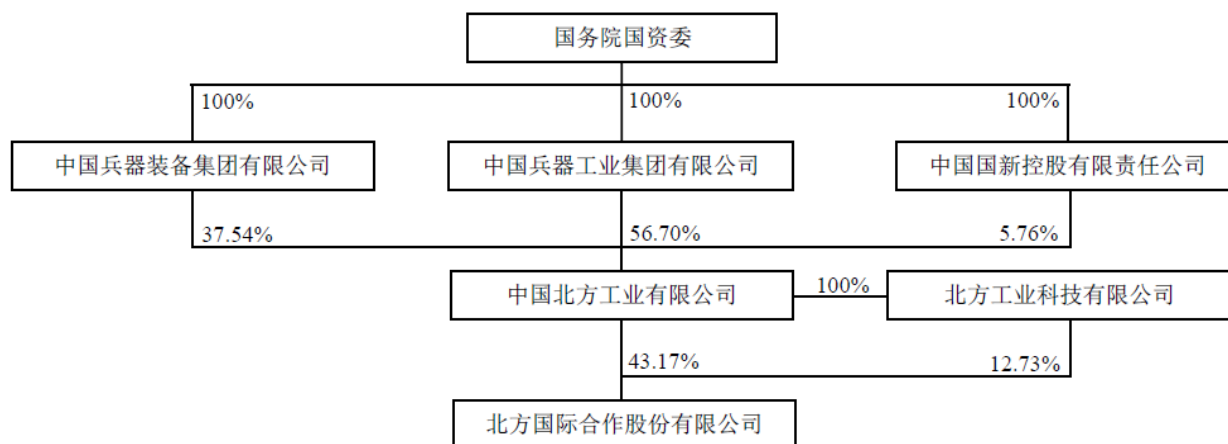 国务院国资委
100%
100%
100%
中国兵器装备集团有限公司
中国兵器工业集团有限公司
中国国新控股有限责任公司
37.54%
56.70%
5.76%
中国北方工业有限公司
100%
北方工业科技有限公司
43.17%
12.73%
北方国际合作股份有限公司